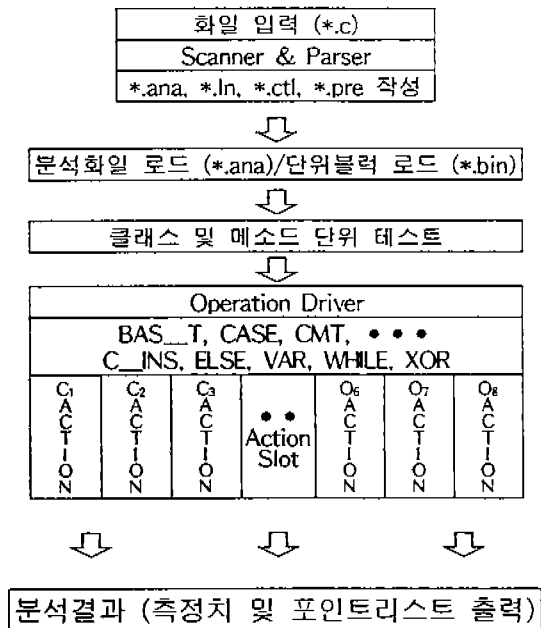 화일 입력 (*.c)
Scanner & Parser
*.ana, *.ln, *.ctl, *.pre 작성
분석화일 로드 (*.ana)/단위블럭 로드 (*.bin)
클래스 및 메소드 단위 테스트
Operation Driver
BAS__T, CASE, CMT, • • •
C__INS, ELSE, VAR, WHILE, XOR
C₁ ACTION
C₂ ACTION
C₃ ACTION
• •
Action
Slot
O₆ ACTION
O₇ ACTION
O₈ ACTION
분석결과 (측정치 및 포인트리스트 출력)